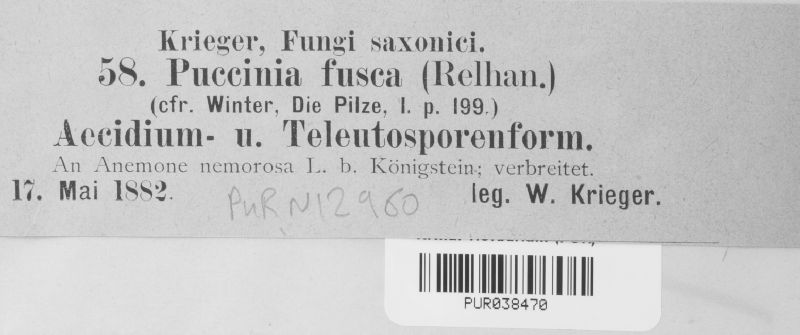 Krieger, Fungi saxonici.
58. Puccinia fusca (Relhan.)
(cfr. Winter, Die Pilze, I. p. 199.)
Aecidium- u. Teleutosporenform.
An Anemone nemorosa L. b. Königstein; verbreitet.
17. Mai 1882.
leg. W. Krieger.
PUR N12960
PUR038470